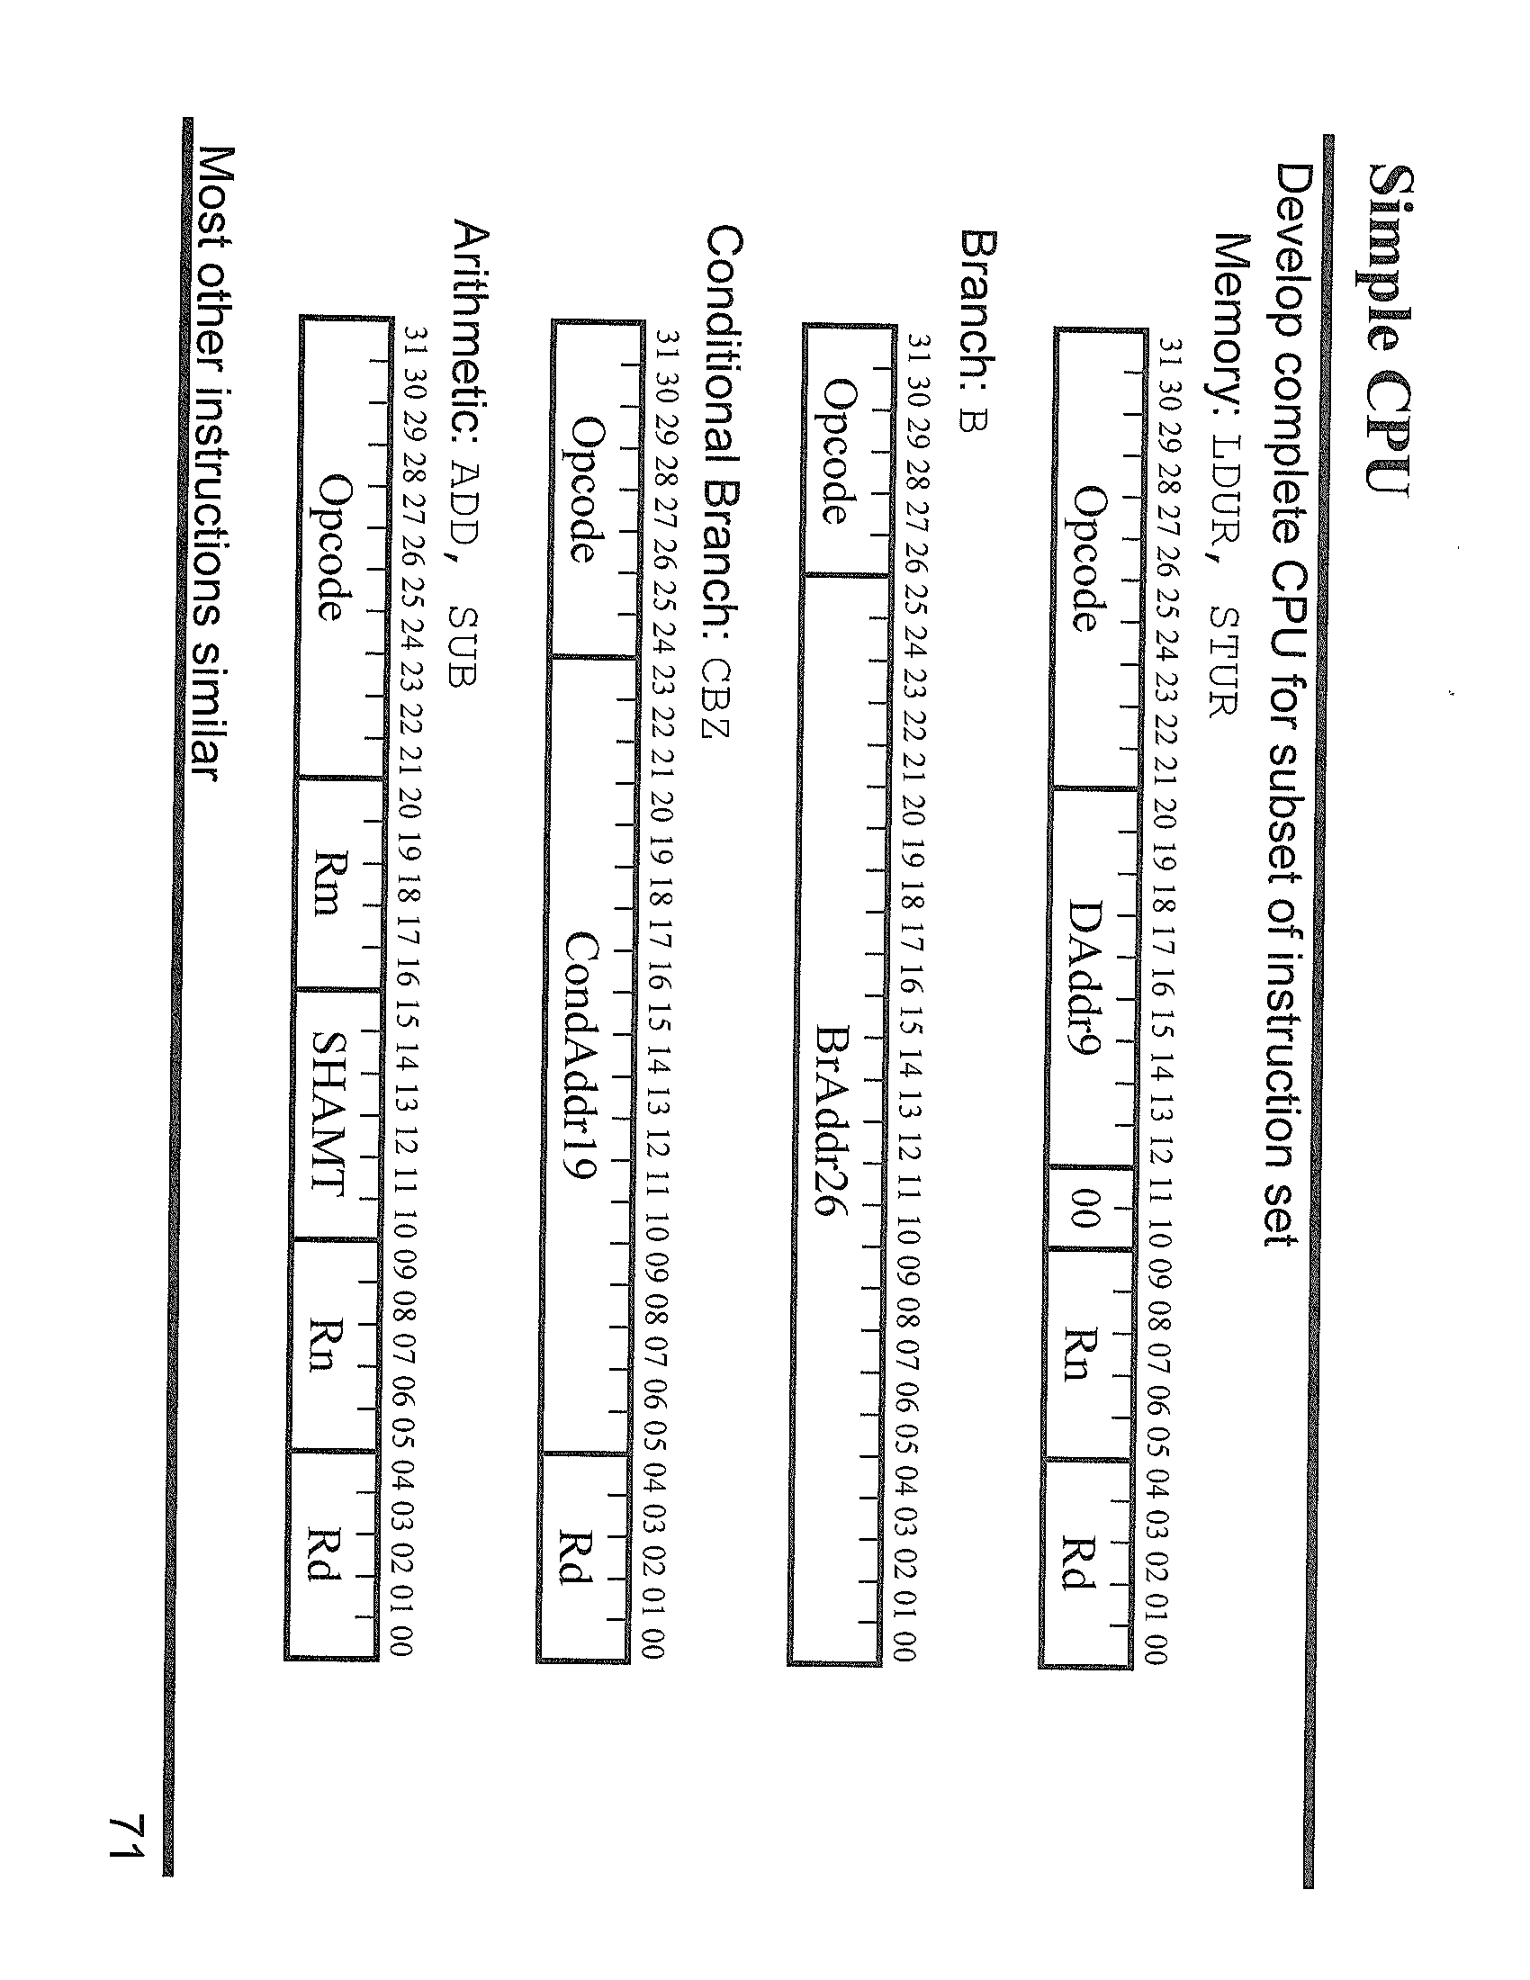 Simple CPU
Develop complete CPU for subset of instruction set
Memory: LDUR, STUR
31 30 29 28 27 26 25 24 23 22 21 20 19 18 17 16 15 14 13 12 11 10 09 08 07 06 05 04 03 02 01 00
Opcode DAddr9 00 Rn Rd
Branch: B
31 30 29 28 27 26 25 24 23 22 21 20 19 18 17 16 15 14 13 12 11 10 09 08 07 06 05 04 03 02 01 00
Opcode BrAddr26
Conditional Branch: CBZ
31 30 29 28 27 26 25 24 23 22 21 20 19 18 17 16 15 14 13 12 11 10 09 08 07 06 05 04 03 02 01 00
Opcode CondAddr19 Rd
Arithmetic: ADD, SUB
31 30 29 28 27 26 25 24 23 22 21 20 19 18 17 16 15 14 13 12 11 10 09 08 07 06 05 04 03 02 01 00
Opcode Rm SHAMT Rn Rd
Most other instructions similar
71